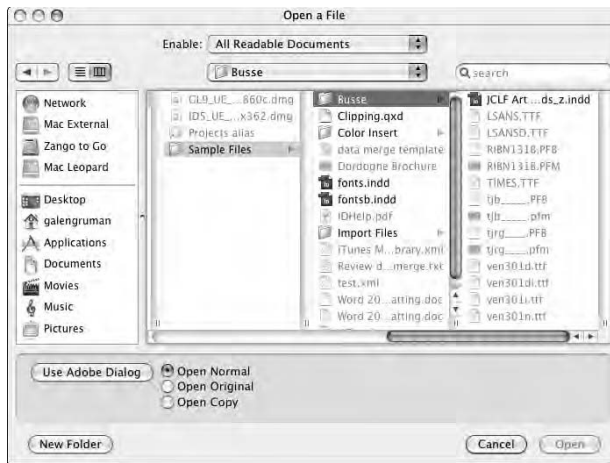 Open a File
Enable: All Readable Documents
Busse
search
Network
Mac External
Zango to Go
Mac Leopard
Desktop
galengruman
Applications
Documents
Movies
Music
Pictures
GL9_UE_...860c.dmg
ID5_UE_...x362.dmg
Projects alias
Sample Files
Busse
Clipping.qxd
Color Insert
data merge template
Dordogne Brochure
fonts.indd
fontsb.indd
IDHelp.pdf
Import Files
iTunes M...brary.xml
Review d...merge.txt
test.xml
Word 20...atting.doc
Word 20...atting.doc
JCLF Art ...ds_z.indd
LSANS.TTF
LSANSD.TTF
RIBN1318.PFB
RIBN1318.PFM
TIMES.TTF
tjb_____.PFB
tjb_____.pfm
tjrg____.PFB
tjrg____.pfm
ven301d.ttf
ven301di.ttf
ven301i.ttf
ven301n.ttf
Use Adobe Dialog
Open Normal
Open Original
Open Copy
New Folder
Cancel
Open